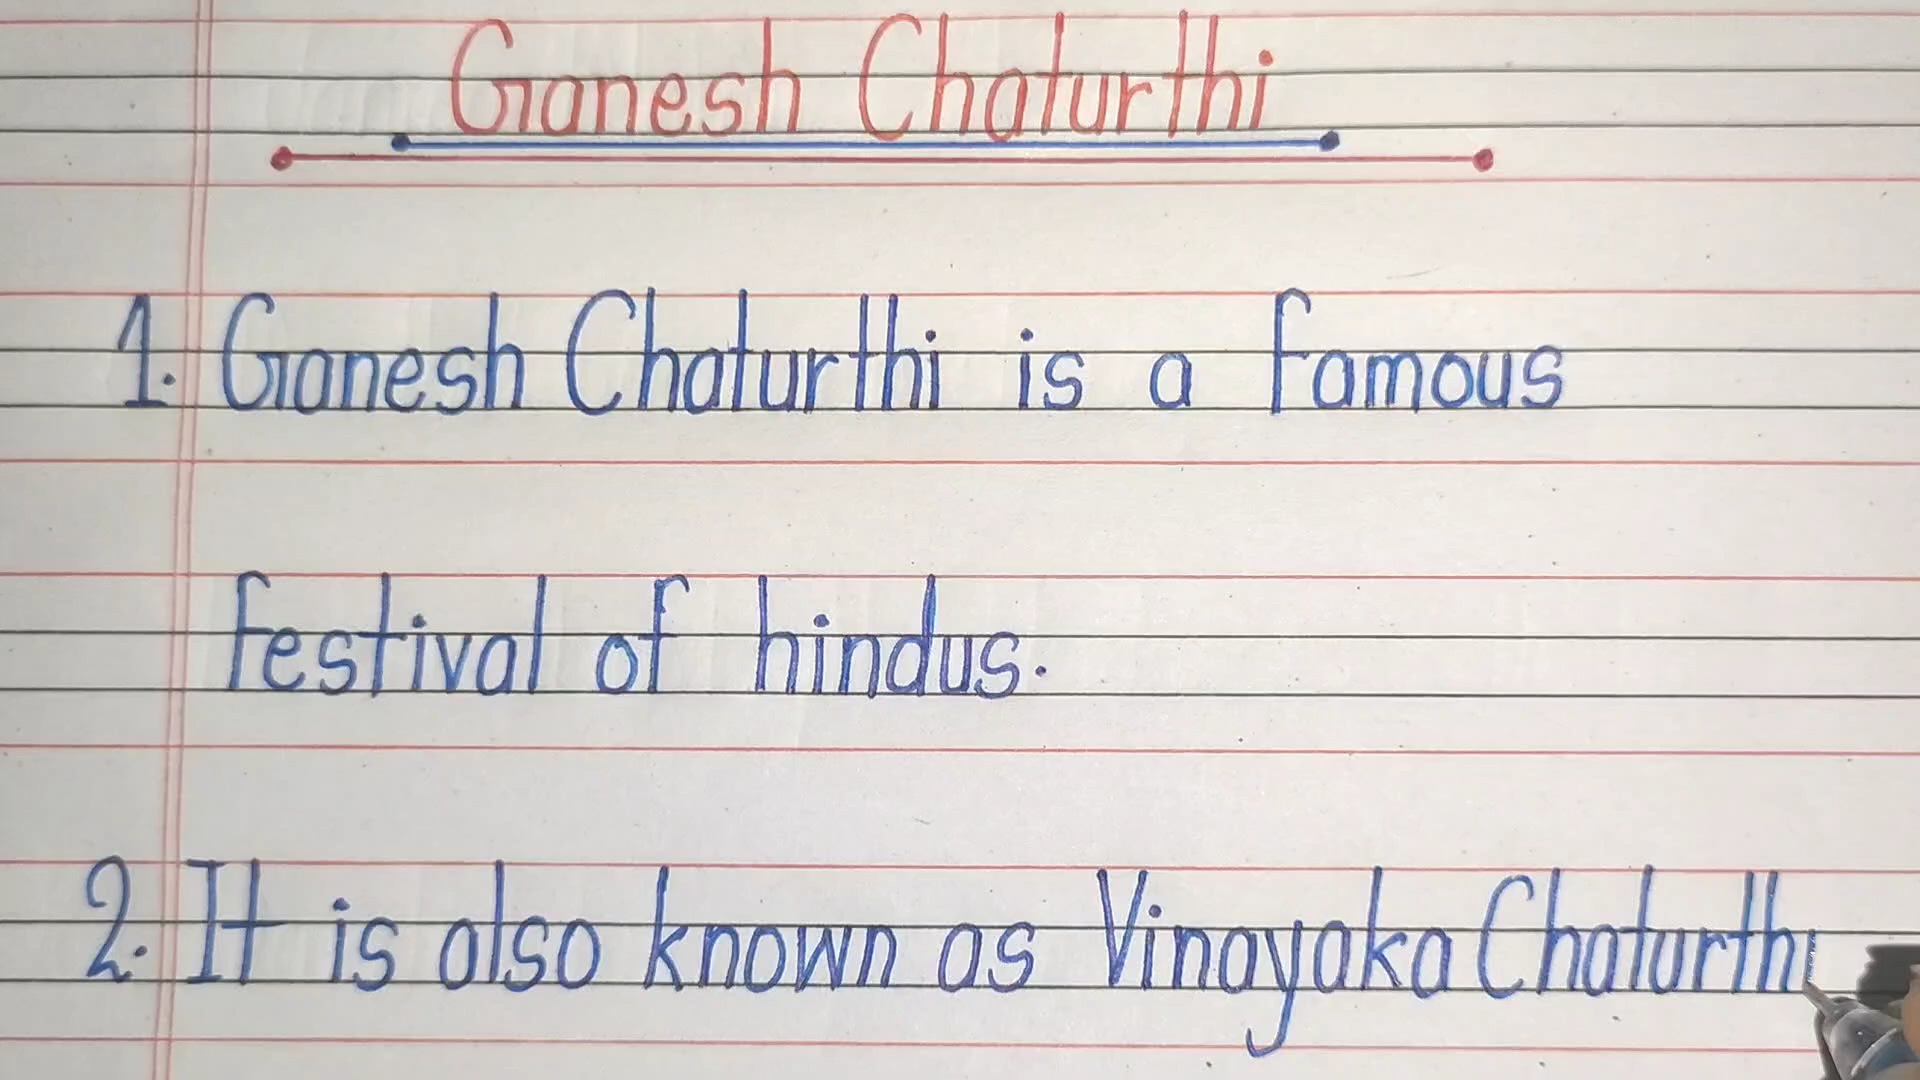 Ganesh Chaturthi
1. Ganesh Chaturthi is a famous
festival of hindus.
2. It is also known as Vinayaka Chaturthi